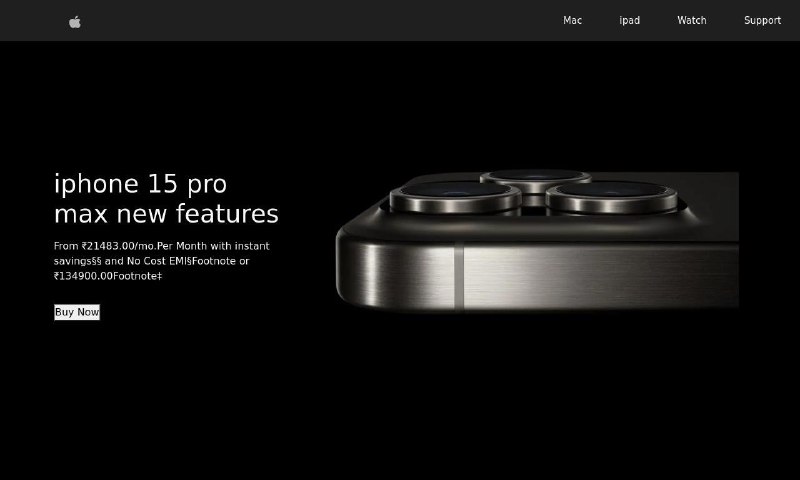 Mac ipad Watch Support
iphone 15 pro
max new features
From ₹21483.00/mo.Per Month with instant
savings§§ and No Cost EMI§Footnote or
₹134900.00Footnote‡
Buy Now